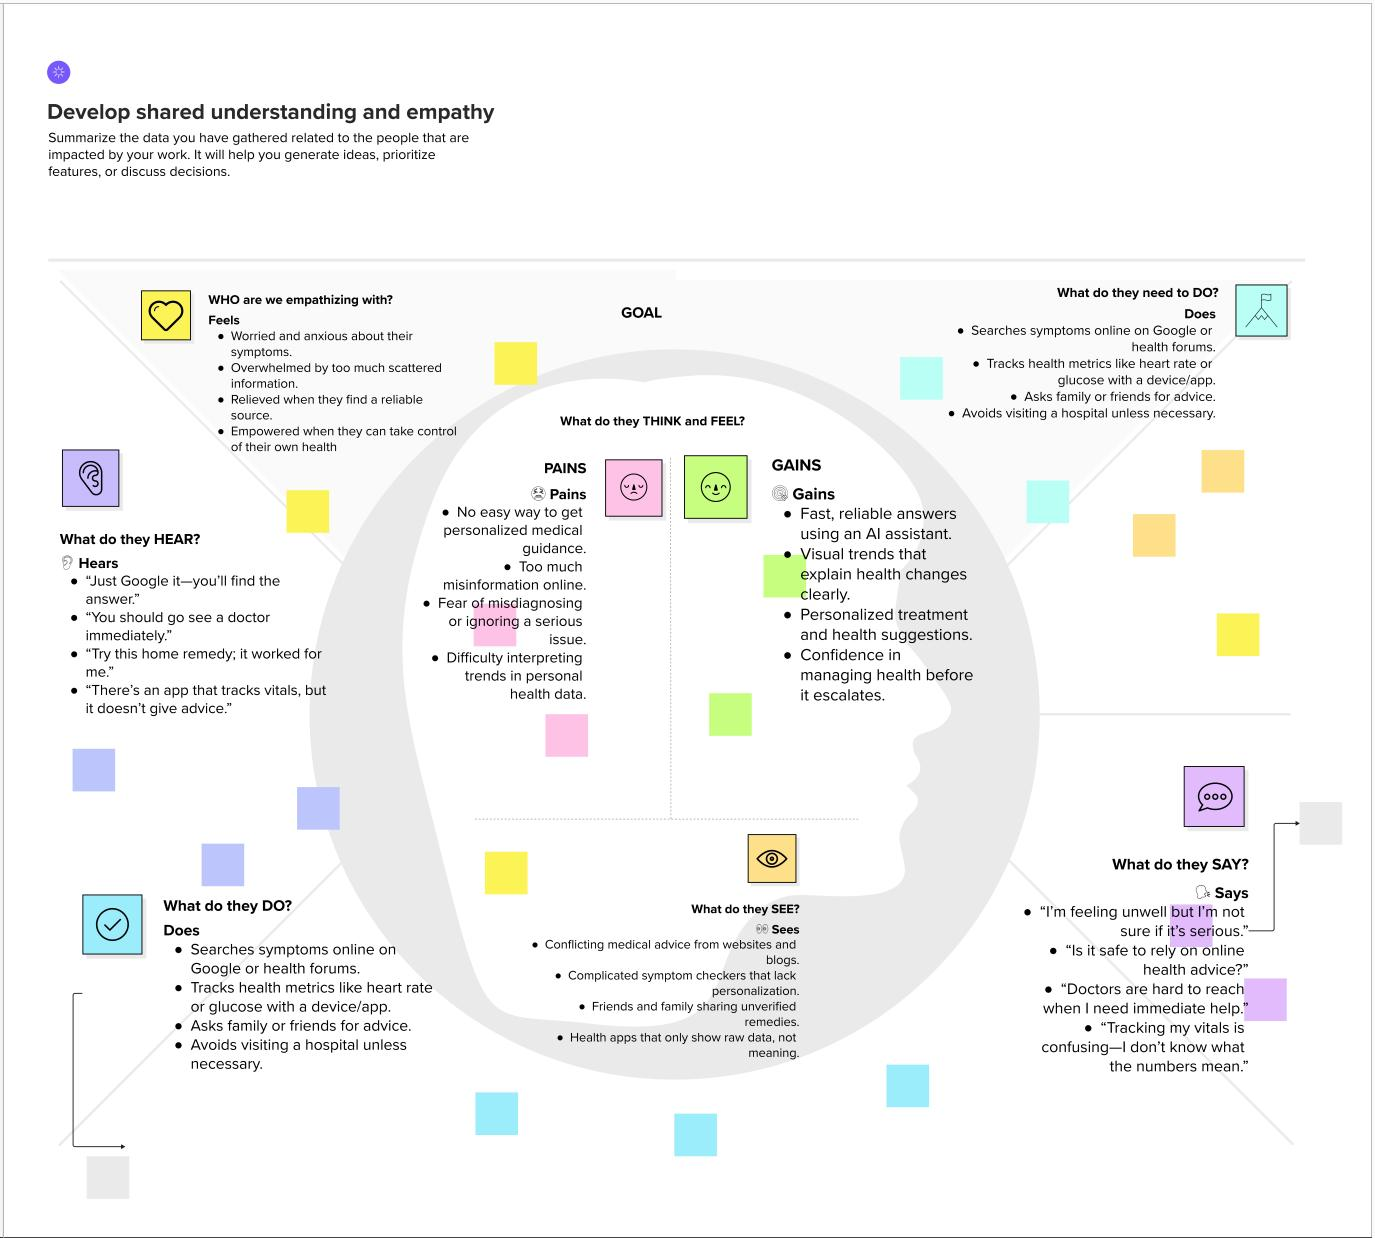 Develop shared understanding and empathy
Summarize the data you have gathered related to the people that are
impacted by your work. It will help you generate ideas, prioritize
features, or discuss decisions.
WHO are we empathizing with?
Feels
● Worried and anxious about their
symptoms.
● Overwhelmed by too much scattered
information.
● Relieved when they find a reliable
source.
● Empowered when they can take control
of their own health
GOAL
What do they need to DO?
Does
● Searches symptoms online on Google or
health forums.
● Tracks health metrics like heart rate or
glucose with a device/app.
● Asks family or friends for advice.
● Avoids visiting a hospital unless necessary.
What do they THINK and FEEL?
PAINS
Pains
● No easy way to get
personalized medical
guidance.
● Too much
misinformation online.
● Fear of misdiagnosing
or ignoring a serious
issue.
● Difficulty interpreting
trends in personal
health data.
GAINS
Gains
● Fast, reliable answers
using an AI assistant.
● Visual trends that
explain health changes
clearly.
● Personalized treatment
and health suggestions.
● Confidence in
managing health before
it escalates.
What do they HEAR?
Hears
● “Just Google it—you’ll find the
answer.”
● “You should go see a doctor
immediately.”
● “Try this home remedy; it worked for
me.”
● “There’s an app that tracks vitals, but
it doesn’t give advice.”
What do they DO?
Does
● Searches symptoms online on
Google or health forums.
● Tracks health metrics like heart rate
or glucose with a device/app.
● Asks family or friends for advice.
● Avoids visiting a hospital unless
necessary.
What do they SEE?
Sees
● Conflicting medical advice from websites and
blogs.
● Complicated symptom checkers that lack
personalization.
● Friends and family sharing unverified
remedies.
● Health apps that only show raw data, not
meaning.
What do they SAY?
Says
● “I’m feeling unwell but I’m not
sure if it’s serious.”
● “Is it safe to rely on online
health advice?”
● “Doctors are hard to reach
when I need immediate help.”
● “Tracking my vitals is
confusing—I don’t know what
the numbers mean.”